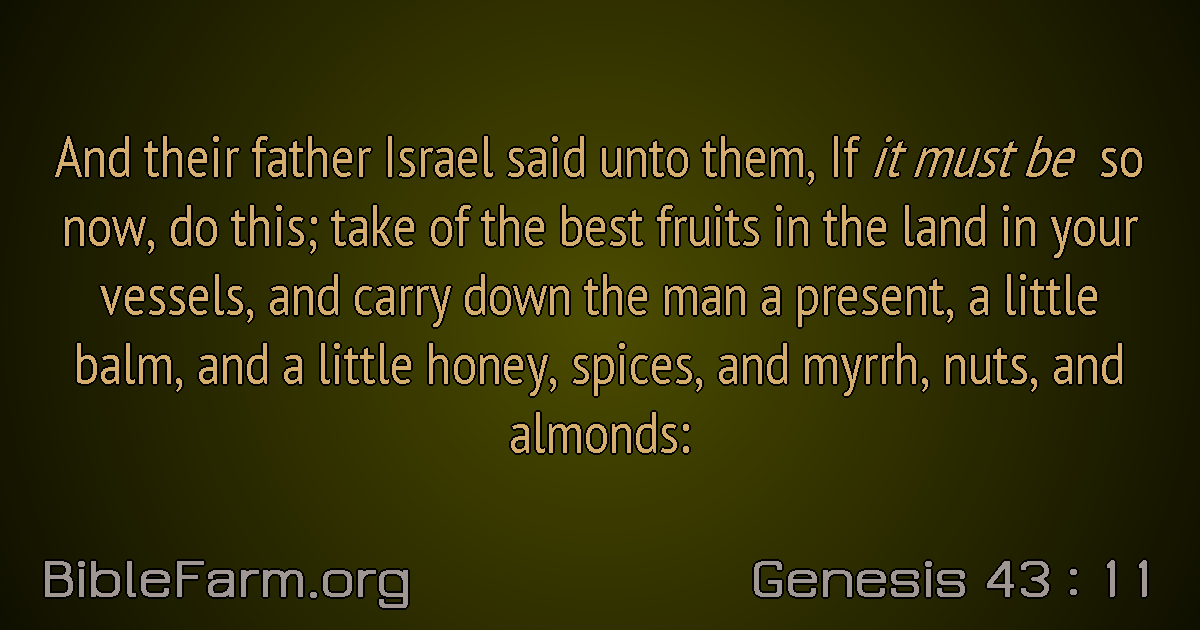 And their father Israel said unto them, If it must be so
now, do this; take of the best fruits in the land in your
vessels, and carry down the man a present, a little
balm, and a little honey, spices, and myrrh, nuts, and
almonds:
BibleFarm.org
Genesis 43 : 11